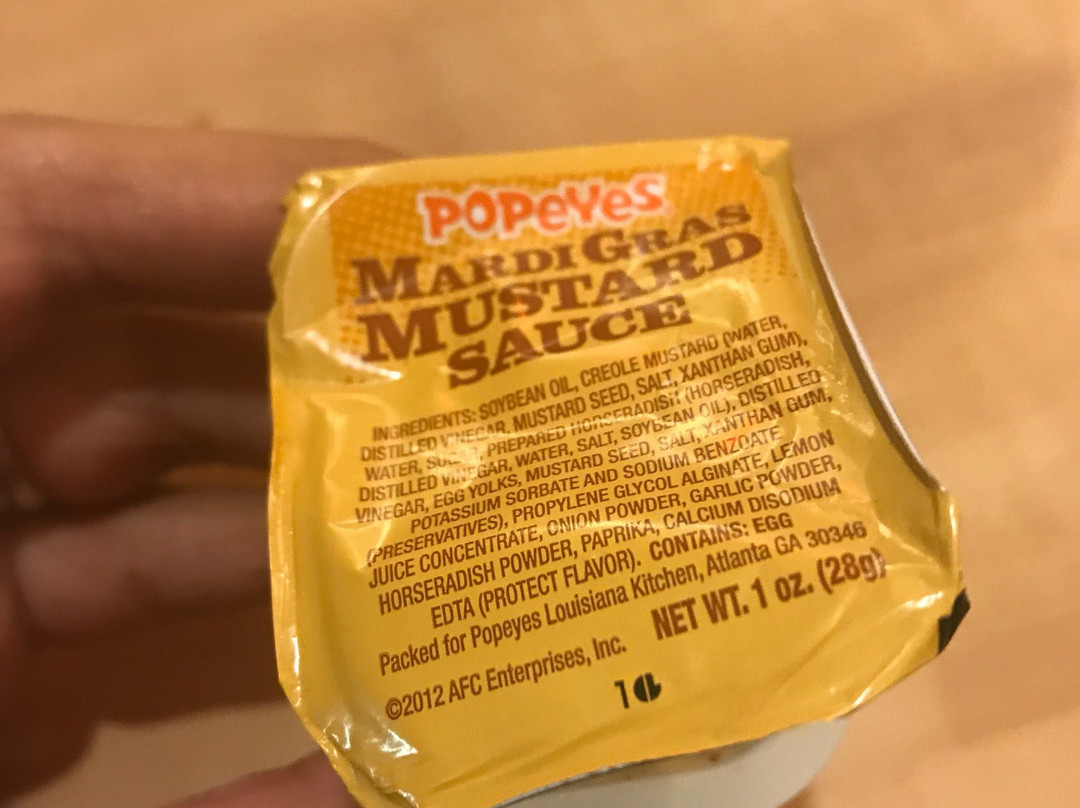 POPeYeS
MARDI GRAS
MUSTARD
SAUCE
INGREDIENTS: SOYBEAN OIL, CREOLE MUSTARD (WATER,
DISTILLED VINEGAR, MUSTARD SEED, SALT, XANTHAN GUM),
WATER, SUGAR, PREPARED HORSERADISH (HORSERADISH,
DISTILLED VINEGAR, WATER, SALT, SOYBEAN OIL), DISTILLED
VINEGAR, EGG YOLKS, MUSTARD SEED, SALT, XANTHAN GUM,
POTASSIUM SORBATE AND SODIUM BENZOATE
(PRESERVATIVES), PROPYLENE GLYCOL ALGINATE, LEMON
JUICE CONCENTRATE, ONION POWDER, GARLIC POWDER,
HORSERADISH POWDER, PAPRIKA, CALCIUM DISODIUM
EDTA (PROTECT FLAVOR). CONTAINS: EGG
Packed for Popeyes Louisiana Kitchen, Atlanta GA 30346
©2012 AFC Enterprises, Inc. NET WT. 1 oz. (28g)